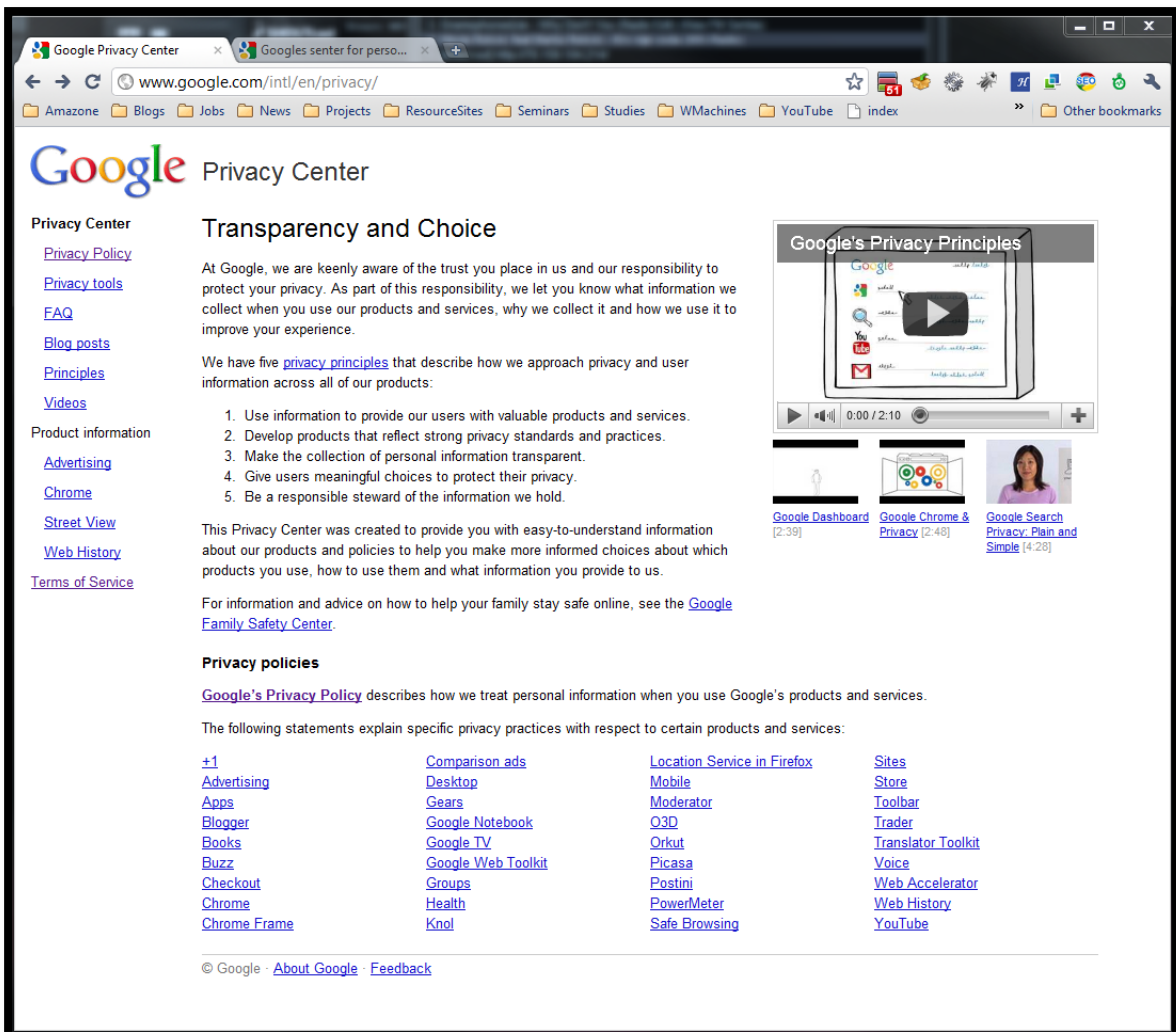 Google Privacy Center
Googles senter for perso...
www.google.com/intl/en/privacy/
51
H
SEO
Amazone
Blogs
Jobs
News
Projects
ResourceSites
Seminars
Studies
WMachines
YouTube
index
»
Other bookmarks
Google Privacy Center
Privacy Center
Privacy Policy
Privacy tools
FAQ
Blog posts
Principles
Videos
Product information
Advertising
Chrome
Street View
Web History
Terms of Service
Transparency and Choice
At Google, we are keenly aware of the trust you place in us and our responsibility to
protect your privacy. As part of this responsibility, we let you know what information we
collect when you use our products and services, why we collect it and how we use it to
improve your experience.
We have five privacy principles that describe how we approach privacy and user
information across all of our products:
1. Use information to provide our users with valuable products and services.
2. Develop products that reflect strong privacy standards and practices.
3. Make the collection of personal information transparent.
4. Give users meaningful choices to protect their privacy.
5. Be a responsible steward of the information we hold.
This Privacy Center was created to provide you with easy-to-understand information
about our products and policies to help you make more informed choices about which
products you use, how to use them and what information you provide to us.
For information and advice on how to help your family stay safe online, see the Google
Family Safety Center.
Google's Privacy Principles
Google
You
Tube
0:00 / 2:10
Google Dashboard
[2:39]
Google Chrome &
Privacy [2:48]
Google Search
Privacy: Plain and
Simple [4:28]
Privacy policies
Google's Privacy Policy describes how we treat personal information when you use Google's products and services.
The following statements explain specific privacy practices with respect to certain products and services:
+1
Advertising
Apps
Blogger
Books
Buzz
Checkout
Chrome
Chrome Frame
Comparison ads
Desktop
Gears
Google Notebook
Google TV
Google Web Toolkit
Groups
Health
Knol
Location Service in Firefox
Mobile
Moderator
O3D
Orkut
Picasa
Postini
PowerMeter
Safe Browsing
Sites
Store
Toolbar
Trader
Translator Toolkit
Voice
Web Accelerator
Web History
YouTube
© Google · About Google · Feedback